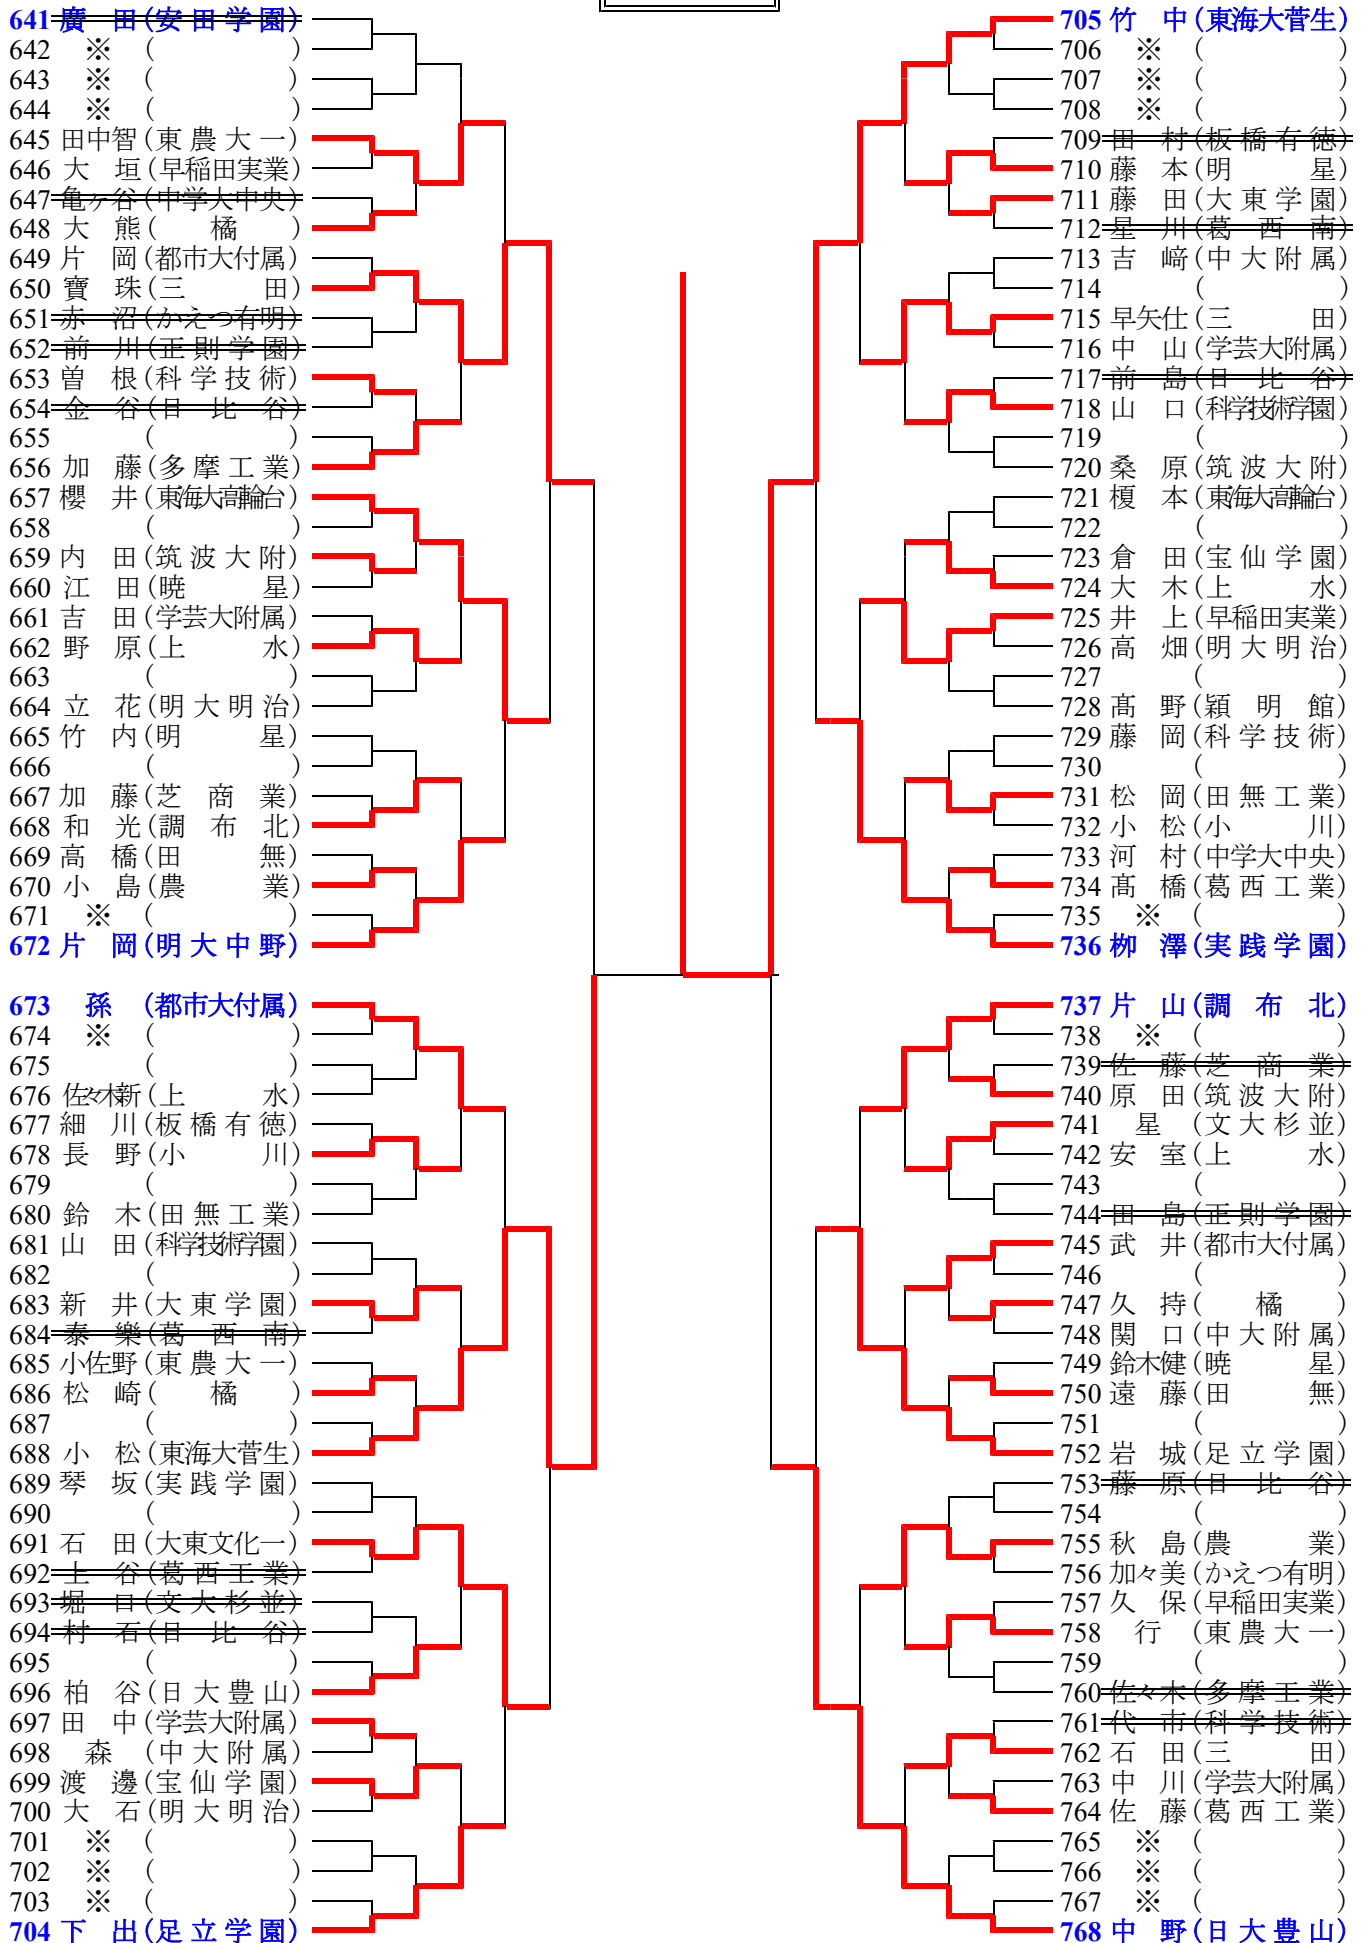 641 廣　田(安田学園)
642 ※ (　)
643 ※ (　)
644 ※ (　)
645 田中智(東農大一)
646 大　垣(早稲田実業)
647 亀ヶ谷(中学大中央)
648 大　熊(橘)
649 片　岡(都市大付属)
650 寶　珠(三　田)
651 赤　沼(かえつ有明)
652 前　川(正則学園)
653 曽　根(科学技術)
654 金　谷(日比谷)
655 (　)
656 加　藤(多摩工業)
657 櫻　井(東海大高輪台)
658 (　)
659 内　田(筑波大附)
660 江　田(暁　星)
661 吉　田(学芸大附属)
662 野　原(上　水)
663 (　)
664 立　花(明大明治)
665 竹　内(明　星)
666 (　)
667 加　藤(芝商業)
668 和　光(調布北)
669 高　橋(田　無)
670 小　島(農　業)
671 ※ (　)
672 片　岡(明大中野)
673 孫 (都市大付属)
674 ※ (　)
675 (　)
676 佐々木新(上　水)
677 細　川(板橋有徳)
678 長　野(小　川)
679 (　)
680 鈴　木(田無工業)
681 山　田(科学技術学園)
682 (　)
683 新　井(大東学園)
684 泰　樂(葛西南)
685 小佐野(東農大一)
686 松　崎(橘)
687 (　)
688 小　松(東海大菅生)
689 琴　坂(実践学園)
690 (　)
691 石　田(大東文化一)
692 上　谷(葛西工業)
693 堀　口(文大杉並)
694 村　石(日比谷)
695 (　)
696 柏　谷(日大豊山)
697 田　中(学芸大附属)
698 森 (中大附属)
699 渡　邊(宝仙学園)
700 大　石(明大明治)
701 ※ (　)
702 ※ (　)
703 ※ (　)
704 下　出(足立学園)
705 竹　中(東海大菅生)
706 ※ (　)
707 ※ (　)
708 ※ (　)
709 田　村(板橋有徳)
710 藤　本(明　星)
711 藤　田(大東学園)
712 星　川(葛西南)
713 吉　﨑(中大附属)
714 (　)
715 早矢仕(三　田)
716 中　山(学芸大附属)
717 前　島(日比谷)
718 山　口(科学技術学園)
719 (　)
720 桑　原(筑波大附)
721 榎　本(東海大高輪台)
722 (　)
723 倉　田(宝仙学園)
724 大　木(上　水)
725 井　上(早稲田実業)
726 高　畑(明大明治)
727 (　)
728 髙　野(穎明館)
729 藤　岡(科学技術)
730 (　)
731 松　岡(田無工業)
732 小　松(小　川)
733 河　村(中学大中央)
734 髙　橋(葛西工業)
735 ※ (　)
736 栁　澤(実践学園)
737 片　山(調布北)
738 ※ (　)
739 佐　藤(芝商業)
740 原　田(筑波大附)
741 星 (文大杉並)
742 安　室(上　水)
743 (　)
744 田　島(正則学園)
745 武　井(都市大付属)
746 (　)
747 久　持(橘)
748 関　口(中大附属)
749 鈴木健(暁　星)
750 遠　藤(田　無)
751 (　)
752 岩　城(足立学園)
753 藤　原(日比谷)
754 (　)
755 秋　島(農　業)
756 加々美(かえつ有明)
757 久　保(早稲田実業)
758 行 (東農大一)
759 (　)
760 佐々木(多摩工業)
761 代　市(科学技術)
762 石　田(三　田)
763 中　川(学芸大附属)
764 佐　藤(葛西工業)
765 ※ (　)
766 ※ (　)
767 ※ (　)
768 中　野(日大豊山)